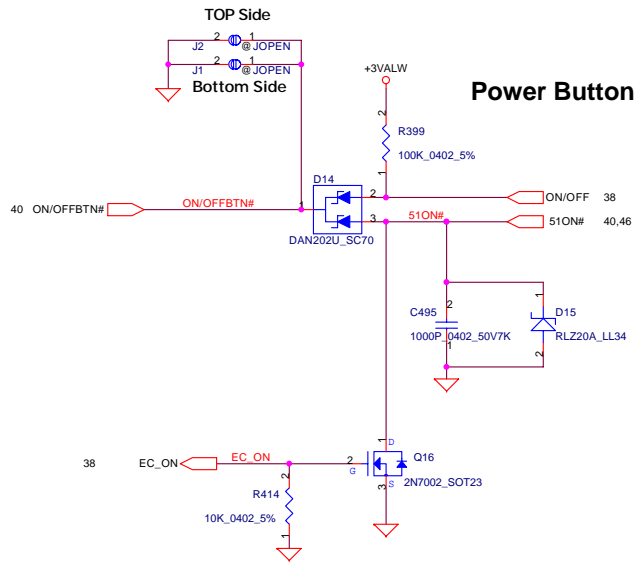 TOP Side
J2 2 1 @ JOPEN
J1 2 1 @ JOPEN
Bottom Side
+3VALW
Power Button
2
R399
100K_0402_5%
1
D14
40 ON/OFFBTN# ON/OFFBTN# 1
2 ON/OFF 38
3 51ON# 51ON# 40,46
DAN202U_SC70
C495 2
1000P_0402_50V7K
1
1 D15
RLZ20A_LL34
2
38 EC_ON EC_ON 2 G
1 D
Q16
3 S
2N7002_SOT23
2
R414
10K_0402_5%
1